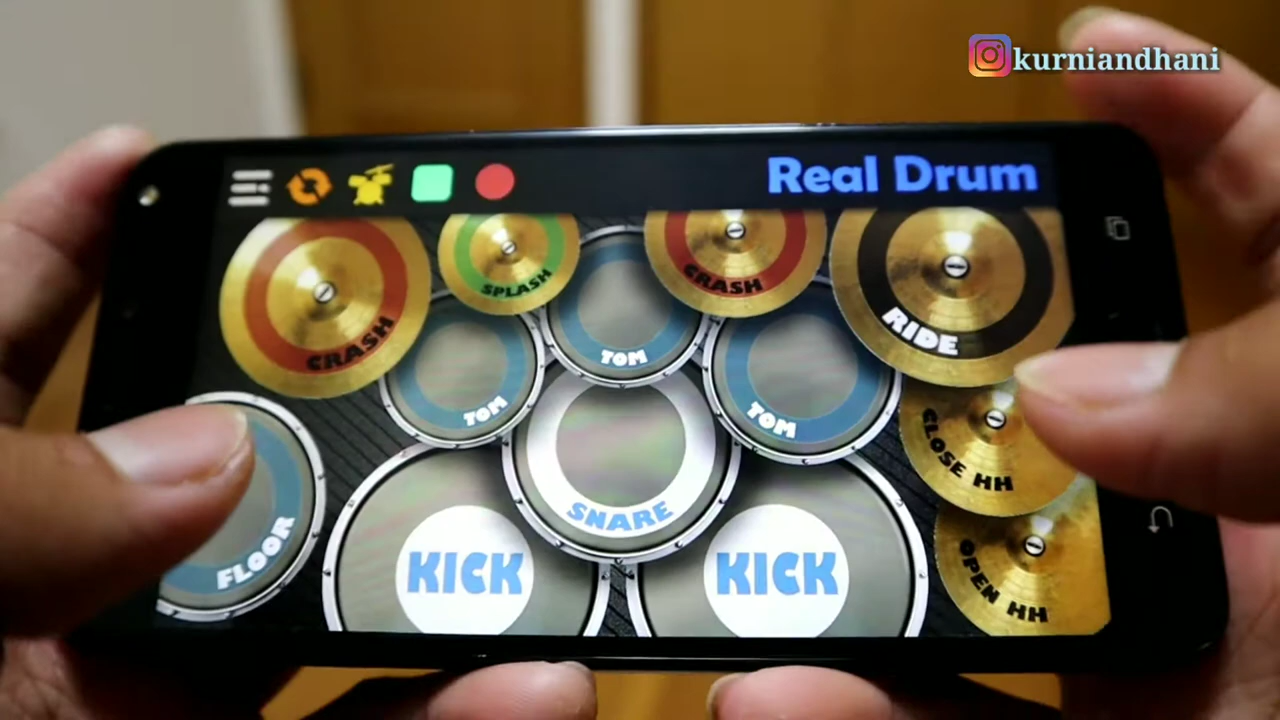 kurniandhani
Real Drum
CRASH
SPLASH
CRASH
RIDE
TOM
TOM
TOM
CLOSE HH
SNARE
FLOOR
KICK
KICK
OPEN HH